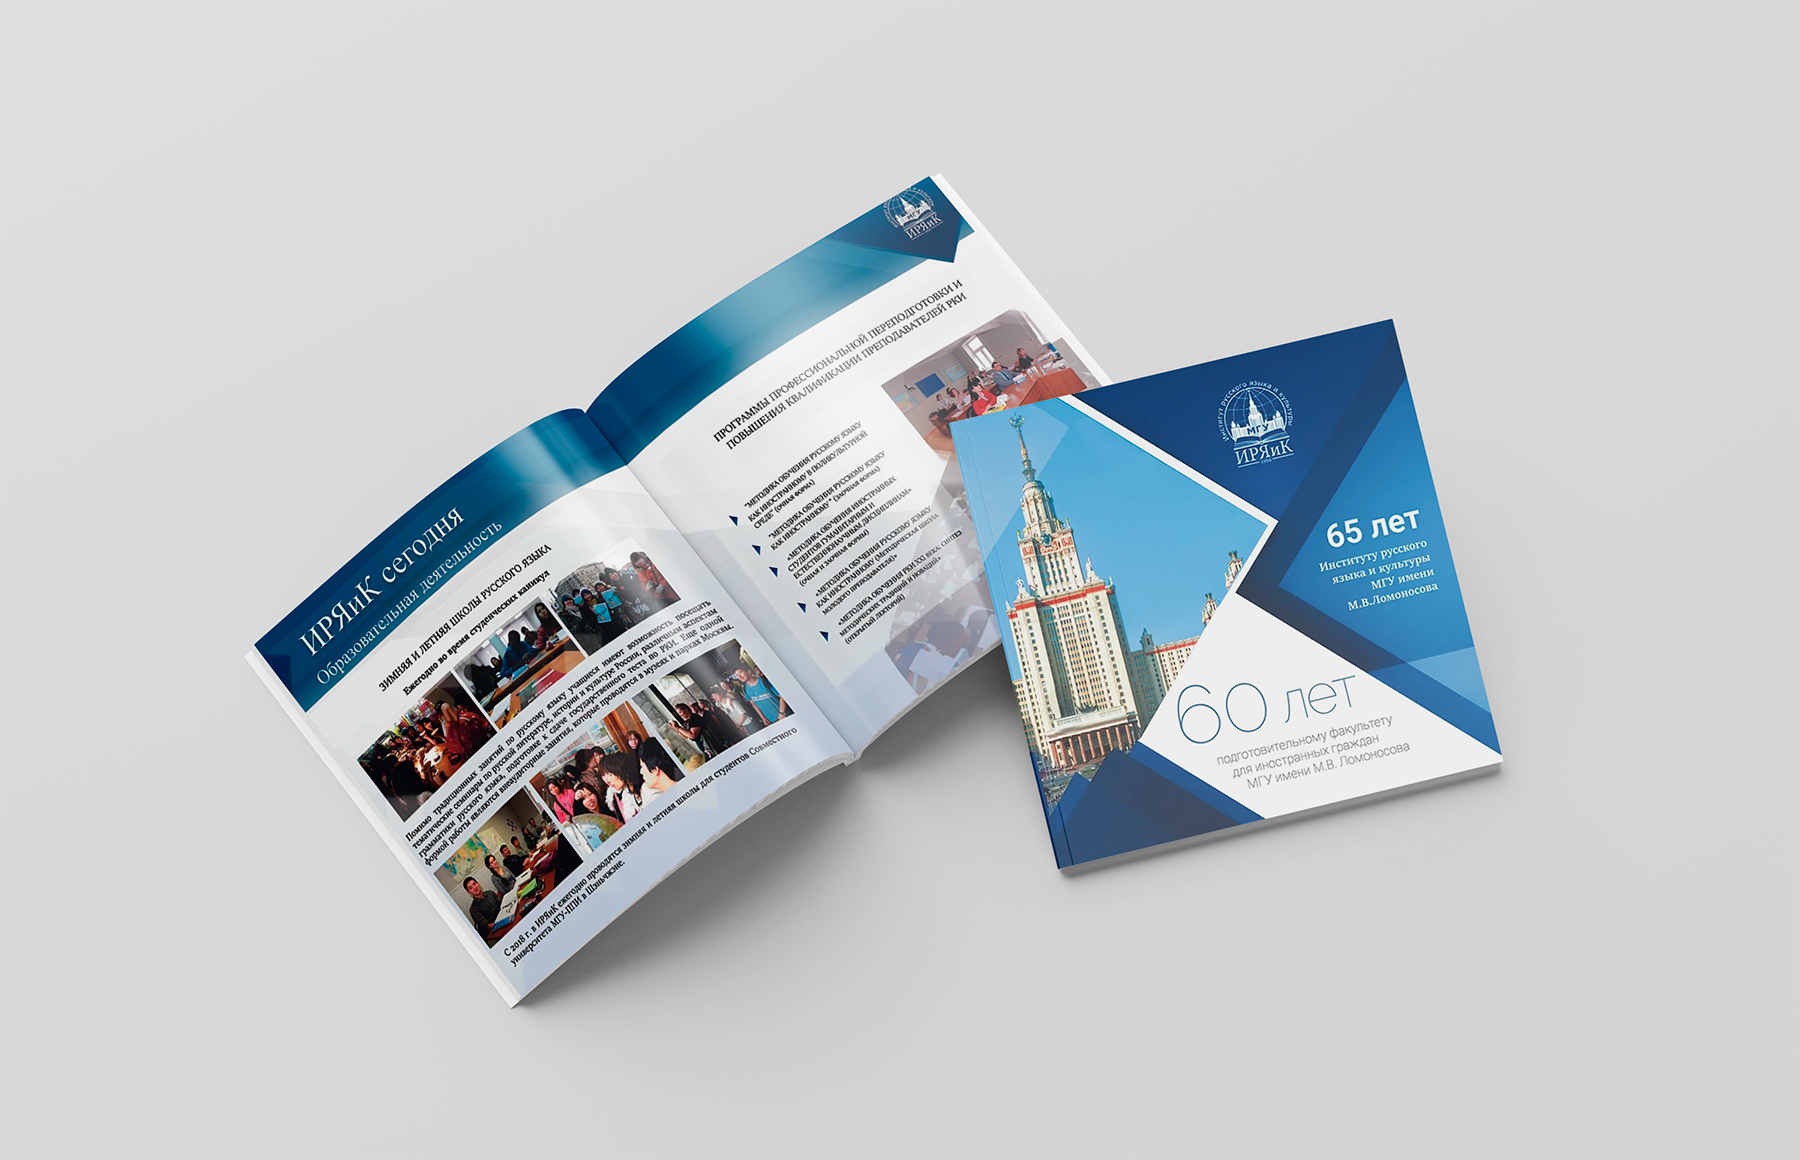 ИРЯиК сегодня
Образовательная деятельность
ЗИМНЯЯ И ЛЕТНЯЯ ШКОЛЫ РУССКОГО ЯЗЫКА
Ежегодно во время студенческих каникул
Помимо традиционных занятий по русскому языку учащиеся имеют возможность посещать
тематические семинары по русской литературе, истории и культуре России, различным аспектам
грамматики русского языка, подготовке к сдаче государственного теста по РКИ. Еще одной
формой работы являются внеаудиторные занятия, которые проводятся в музеях и парках Москвы.
С 2018 г. в ИРЯиК ежегодно проводятся зимняя и летняя школы для студентов Совместного
университета МГУ-ППИ в Шэньчжэне.
МГУ
ИРЯиК
ПРОГРАММЫ ПРОФЕССИОНАЛЬНОЙ ПЕРЕПОДГОТОВКИ И
ПОВЫШЕНИЯ КВАЛИФИКАЦИИ ПРЕПОДАВАТЕЛЕЙ РКИ
"МЕТОДИКА ОБУЧЕНИЯ РУССКОМУ ЯЗЫКУ
КАК ИНОСТРАННОМУ В ПОЛИКУЛЬТУРНОЙ
СРЕДЕ" (ОЧНАЯ ФОРМА)
"МЕТОДИКА ОБУЧЕНИЯ РУССКОМУ ЯЗЫКУ
КАК ИНОСТРАННОМУ" (ЗАОЧНАЯ ФОРМА)
«МЕТОДИКА ОБУЧЕНИЯ ИНОСТРАННЫХ
СТУДЕНТОВ ГУМАНИТАРНЫМ И
ЕСТЕСТВЕННОНАУЧНЫМ ДИСЦИПЛИНАМ»
(ОЧНАЯ И ЗАОЧНАЯ ФОРМЫ)
«МЕТОДИКА ОБУЧЕНИЯ РУССКОМУ ЯЗЫКУ
КАК ИНОСТРАННОМУ (МЕТОДИЧЕСКАЯ ШКОЛА
МОЛОДОГО ПРЕПОДАВАТЕЛЯ)»
«МЕТОДИКА ОБУЧЕНИЯ РКИ XXI ВЕКА: СИНТЕЗ
МЕТОДИЧЕСКИХ ТРАДИЦИЙ И НОВАЦИЙ»
(ОТКРЫТЫЙ ЛЕКТОРИЙ)
Институт русского языка и культуры
МГУ
ИРЯиК
1954
65 лет
Институту русского
языка и культуры
МГУ имени
М.В.Ломоносова
60 лет
подготовительному факультету
для иностранных граждан
МГУ имени М.В. Ломоносова